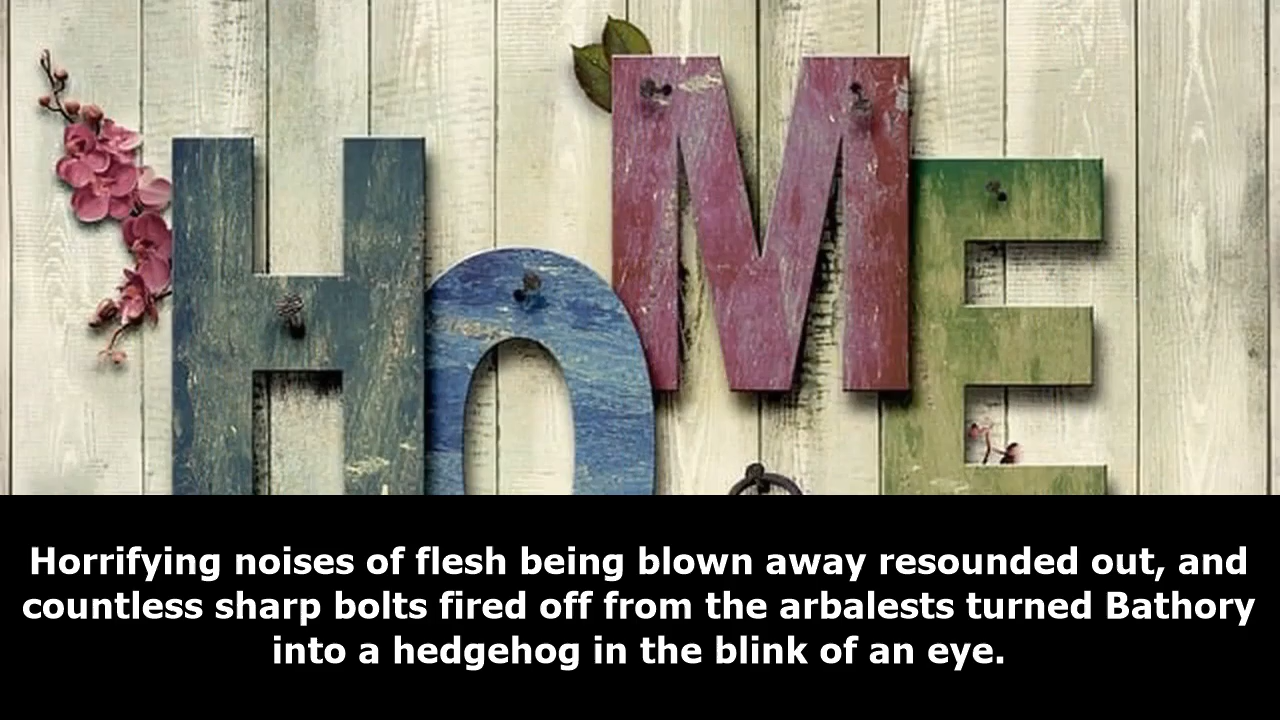 HOME
Horrifying noises of flesh being blown away resounded out, and
countless sharp bolts fired off from the arbalests turned Bathory
into a hedgehog in the blink of an eye.